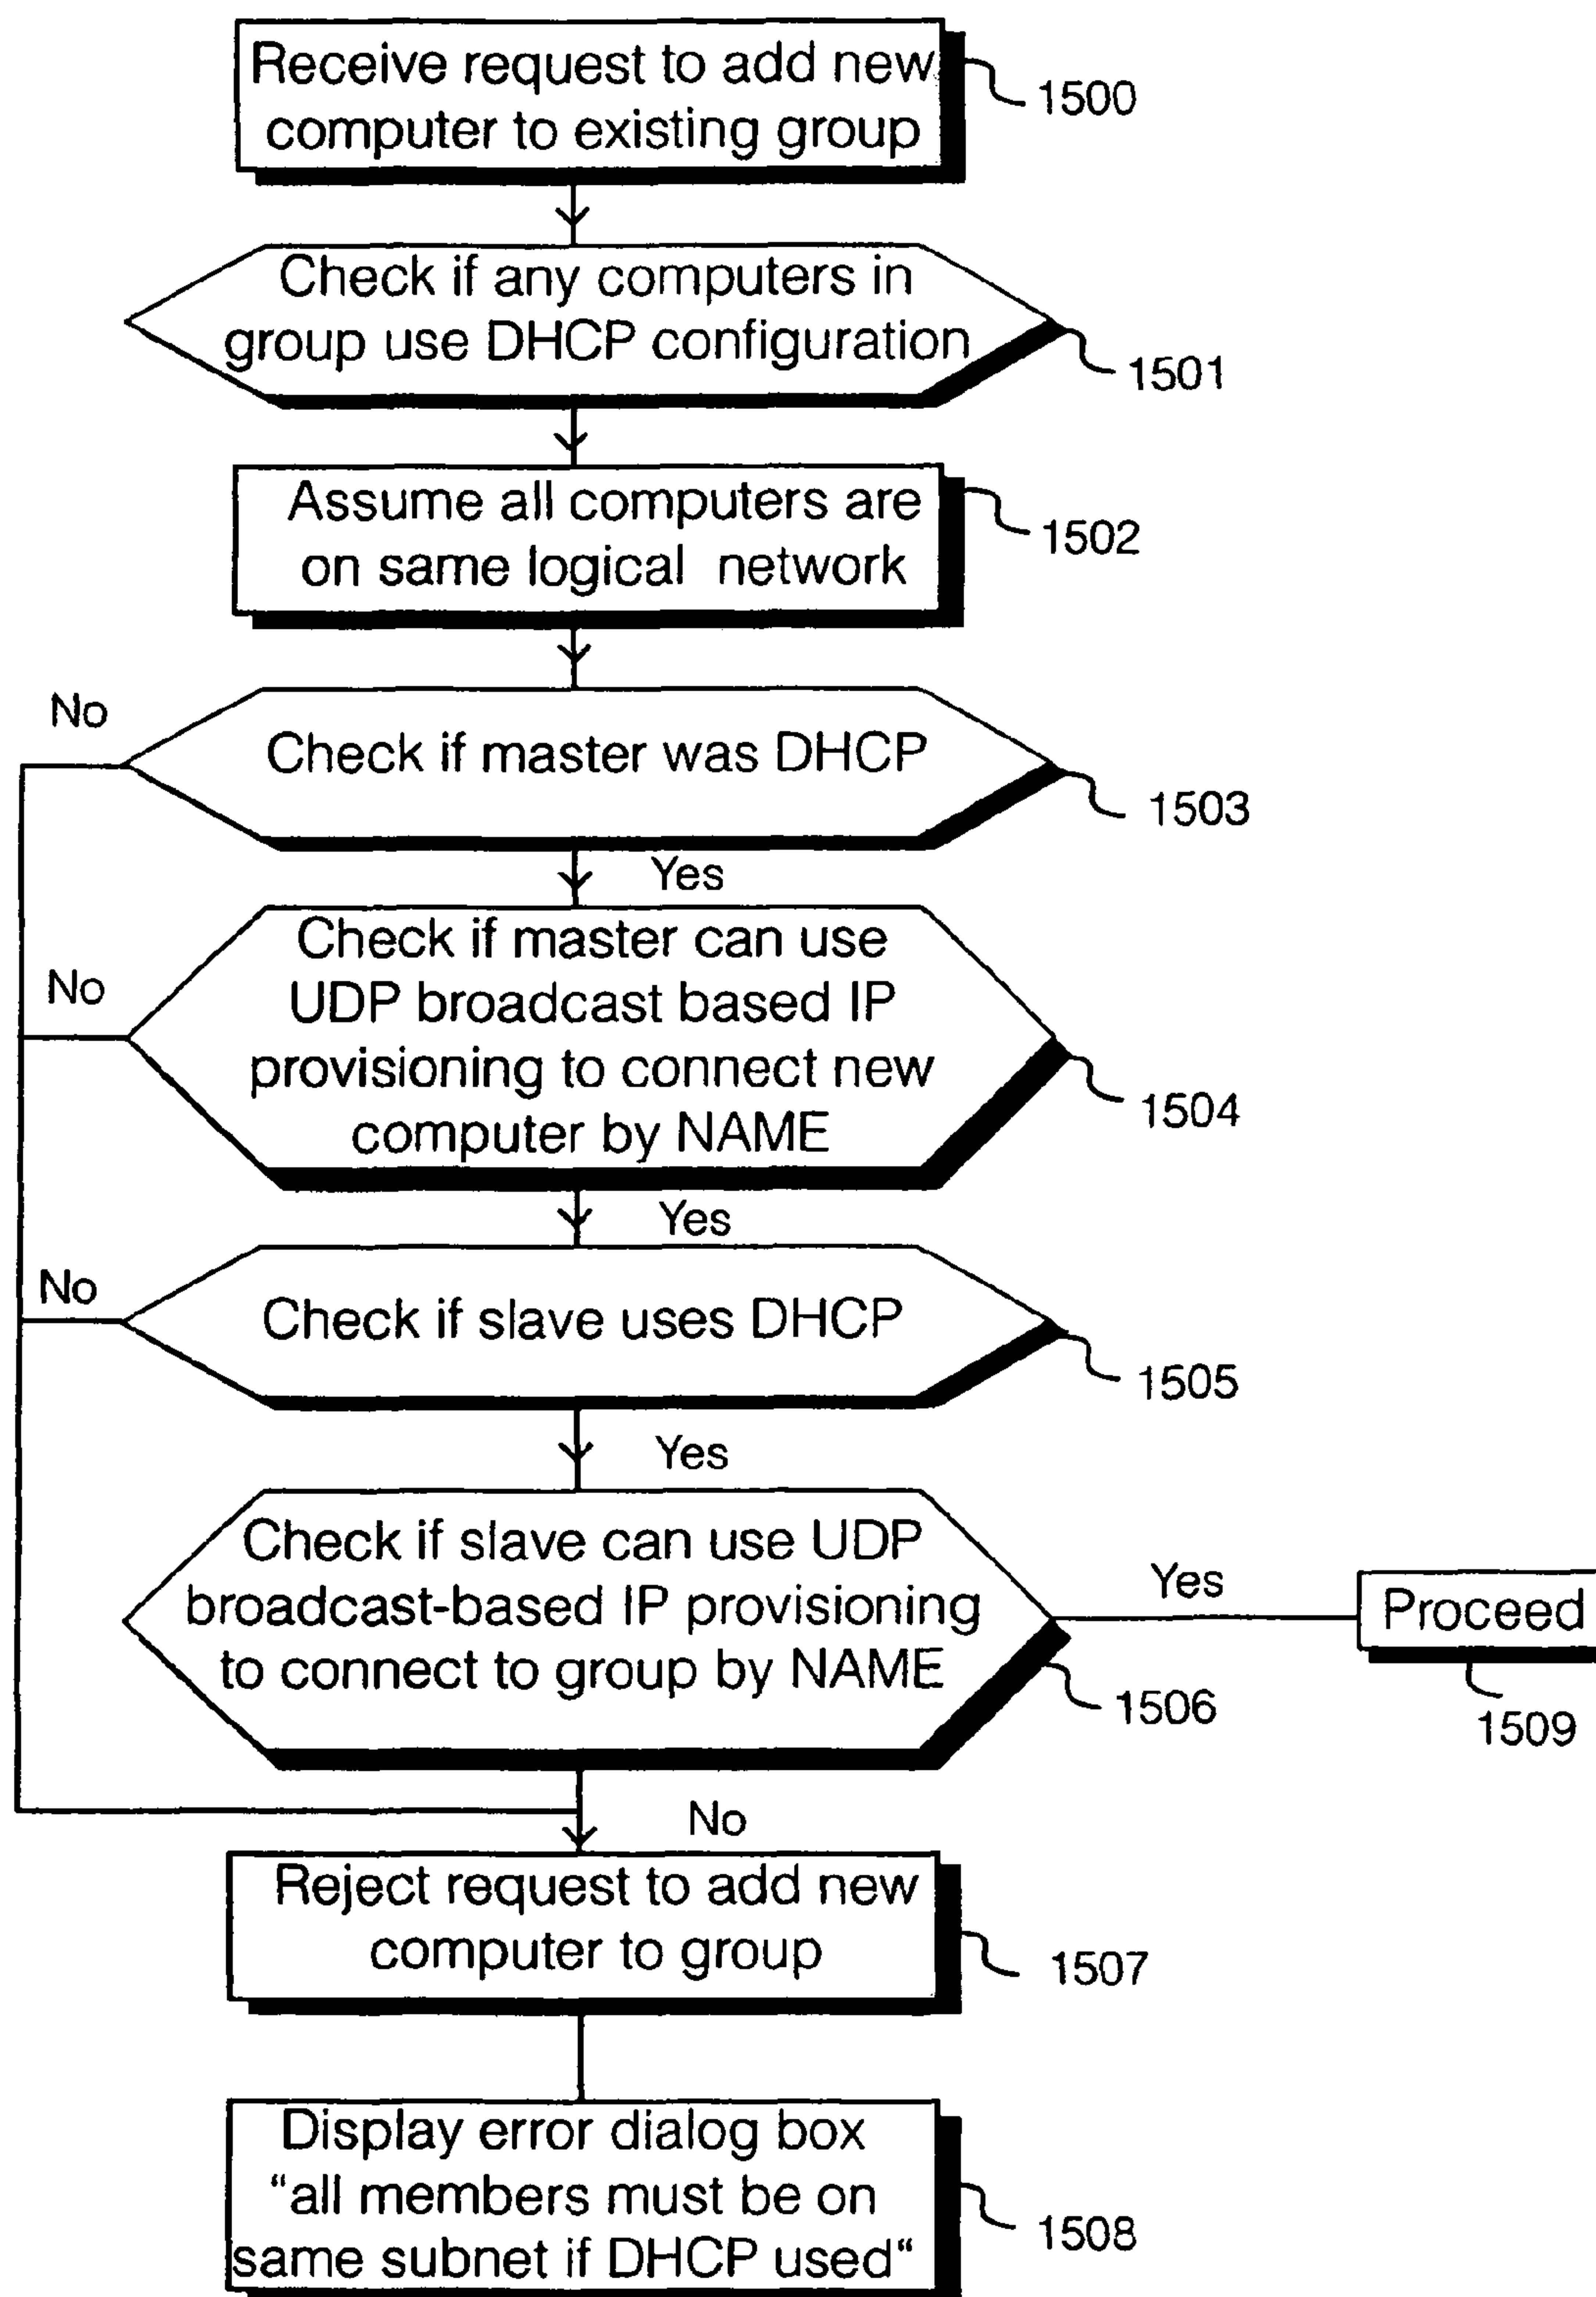 Receive request to add new
computer to existing group
1500
Check if any computers in
group use DHCP configuration
1501
Assume all computers are
on same logical network
1502
No
Check if master was DHCP
1503
Yes
Check if master can use
UDP broadcast based IP
provisioning to connect new
computer by NAME
No
1504
Yes
No
Check if slave uses DHCP
1505
Yes
Check if slave can use UDP
broadcast-based IP provisioning
to connect to group by NAME
1506
Yes
Proceed
1509
No
Reject request to add new
computer to group
1507
Display error dialog box
“all members must be on
same subnet if DHCP used“
1508